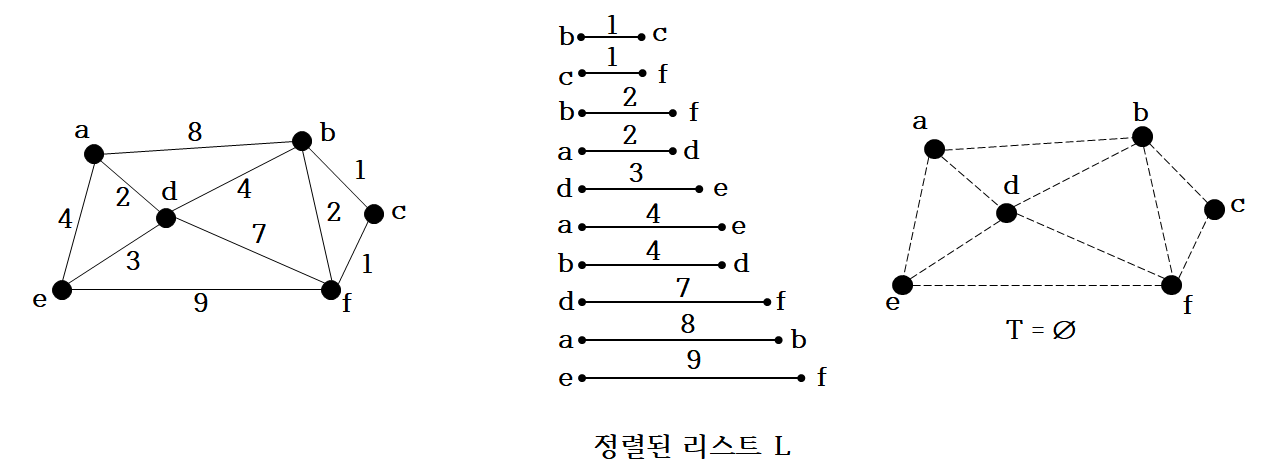 a 8 b
1
2 d 4
4 2 c
7
3 1
e 9 f
b 1 c
c 1 f
b 2 f
a 2 d
d 3 e
a 4 e
b 4 d
d 7 f
a 8 b
e 9 f
정렬된 리스트 L
a b
d c
e f
T = ∅